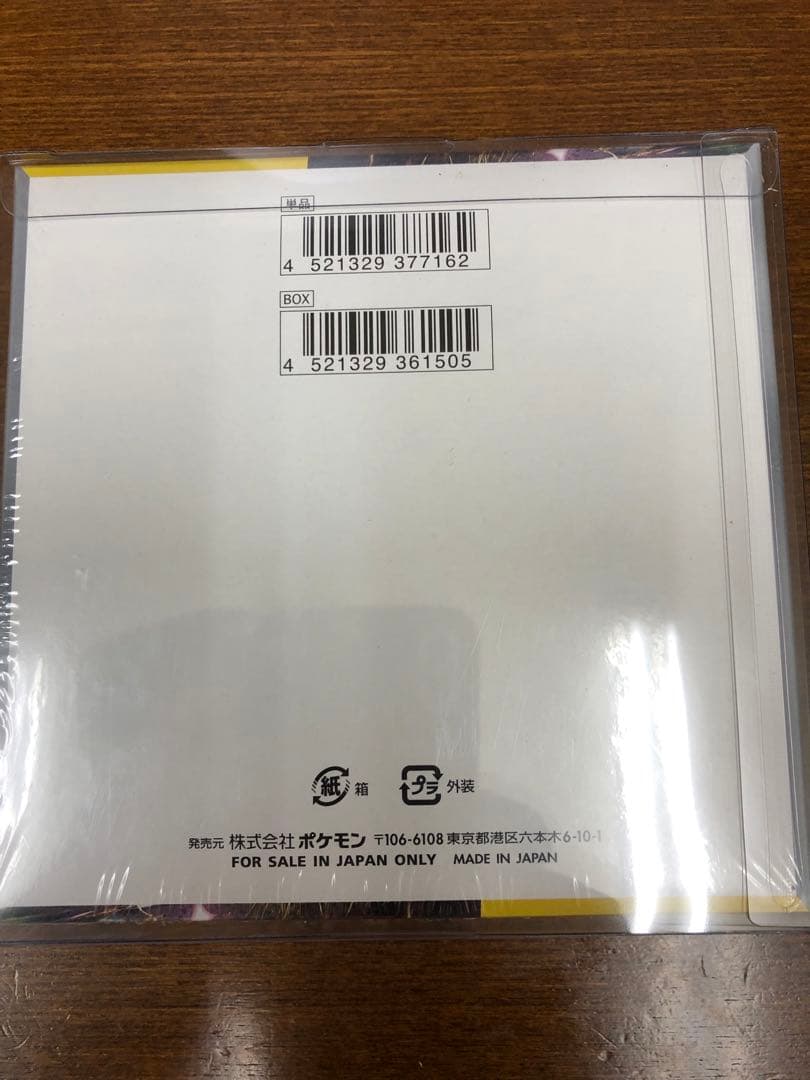 単品
4 521329 377162
BOX
4 521329 361505
紙 箱 プラ 外装
発売元 株式会社 ポケモン 〒106-6108 東京都港区六本木6-10-1
FOR SALE IN JAPAN ONLY MADE IN JAPAN